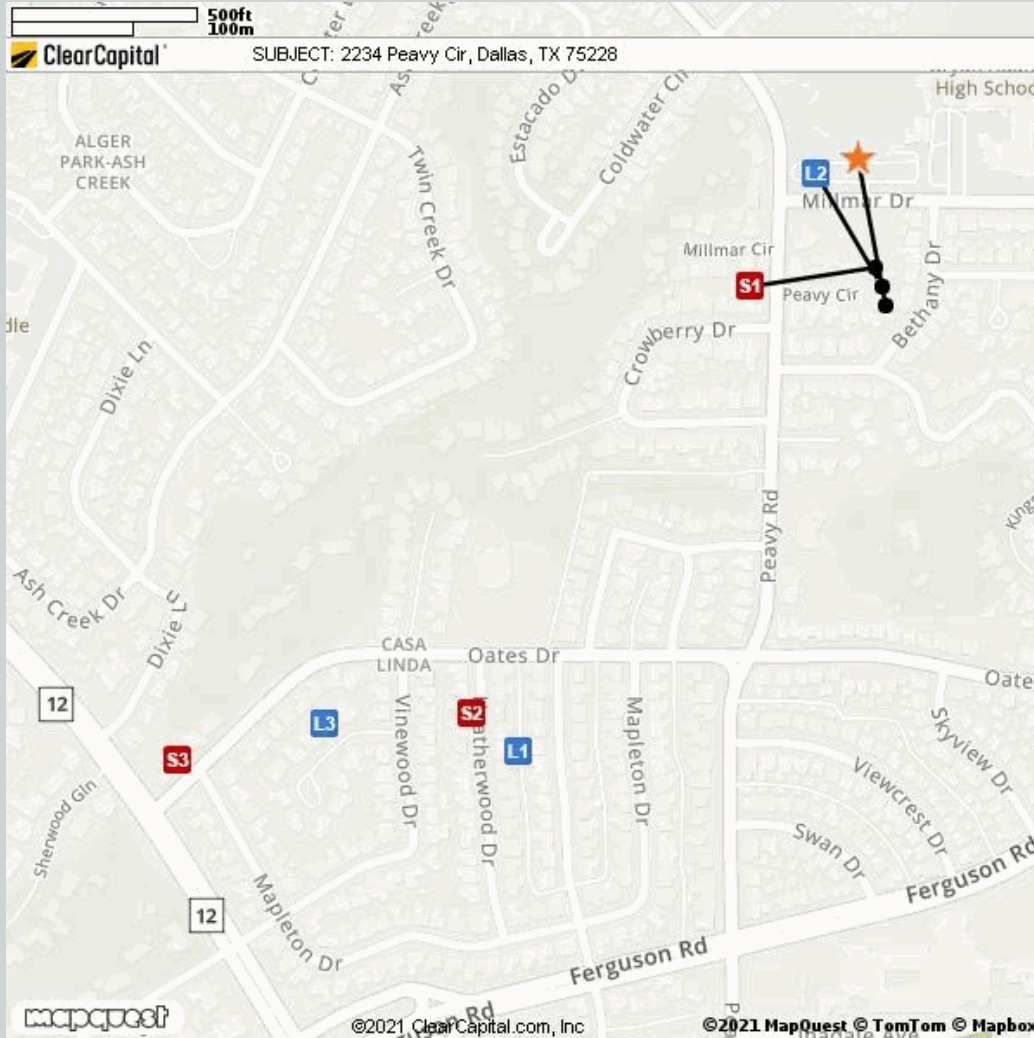 500ft
100m
ClearCapital
SUBJECT: 2234 Peavy Cir, Dallas, TX 75228
High Schoo
ALGER
PARK-ASH
CREEK
Estacado D
Coldwater Cir
Twin Creek Dr
L2
Millmar Dr
Millmar Cir
S1
Peavy Cir
Bethany Dr
Crowberry Dr
dle
Dixie Ln
Peavy Rd
Kings
Ash Creek Dr
Dixie Ln
CASA
LINDA
Oates Dr
Oate
12
L3
S2
L1
S3
Vinewood Dr
atherwood Dr
Mapleton Dr
Skyview Dr
Viewcrest Dr
Swan Dr
Sherwood Gln
Ferguson Rd
12
Mapleton Dr
Ferguson Rd
mapquest
guson Rd
©2021 ClearCapital.com, Inc
©2021 MapQuest © TomTom © Mapbox